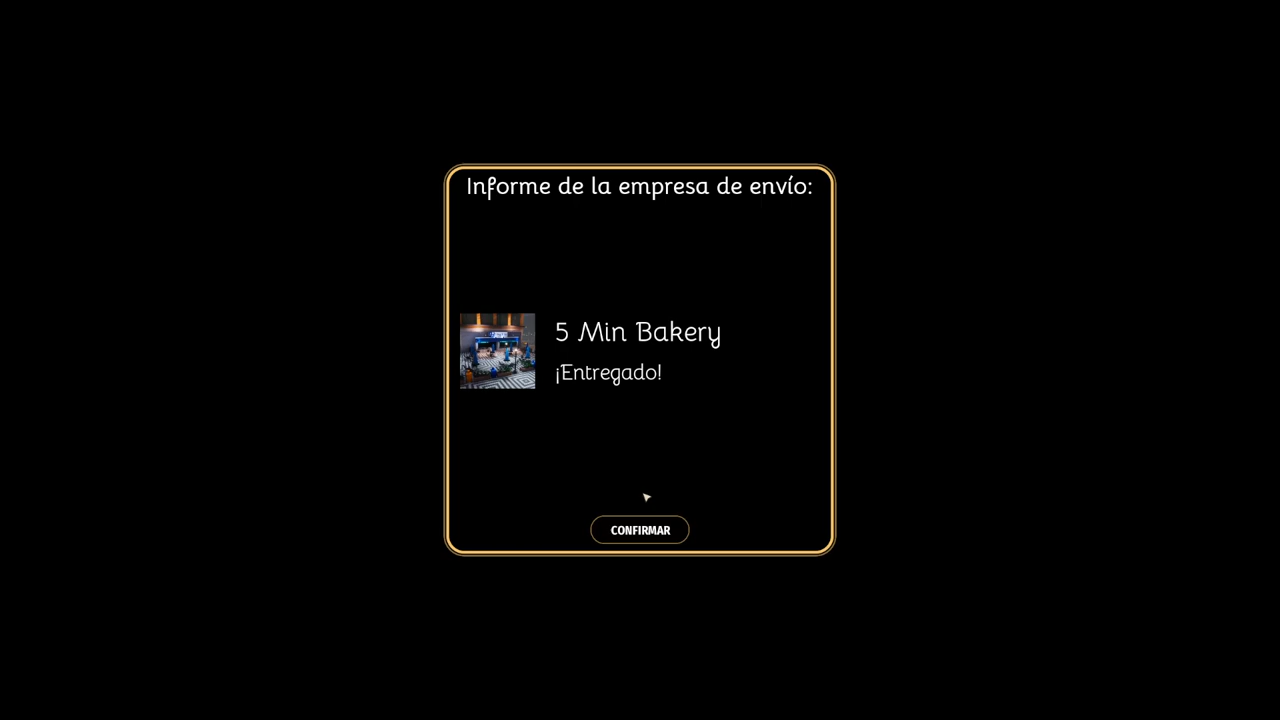 Informe de la empresa de envío:
5 Min Bakery
¡Entregado!
CONFIRMAR